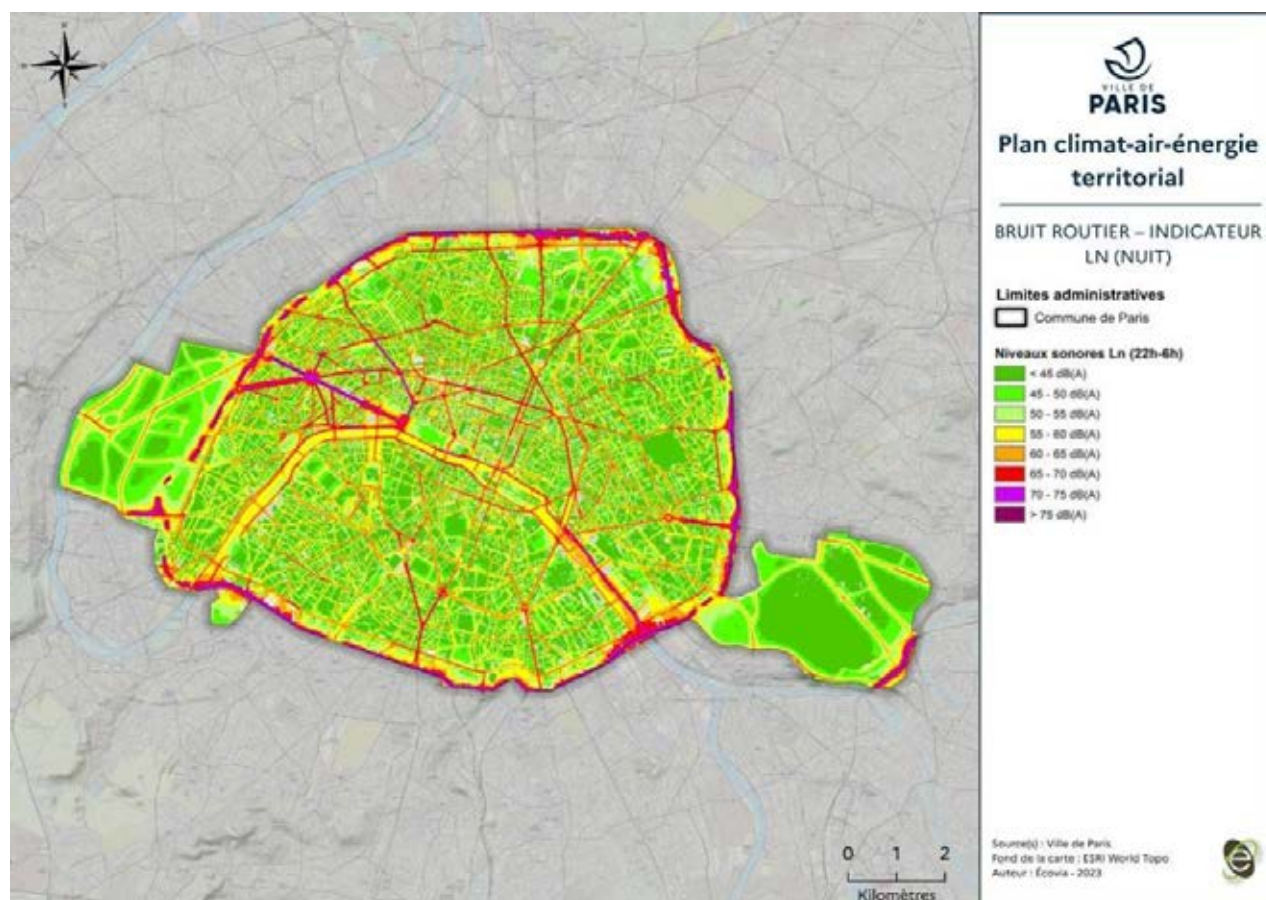 VILLE DE
PARIS
Plan climat-air-énergie
territorial
BRUIT ROUTIER – INDICATEUR
LN (NUIT)
Limites administratives
Commune de Paris
Niveaux sonores Ln (22h-6h)
< 45 dB(A)
45 - 50 dB(A)
50 - 55 dB(A)
55 - 60 dB(A)
60 - 65 dB(A)
65 - 70 dB(A)
70 - 75 dB(A)
> 75 dB(A)
0 1 2
Kilomètres
Source(s) : Ville de Paris
Fond de la carte : ESRI World Topo
Auteur : Écovia - 2023